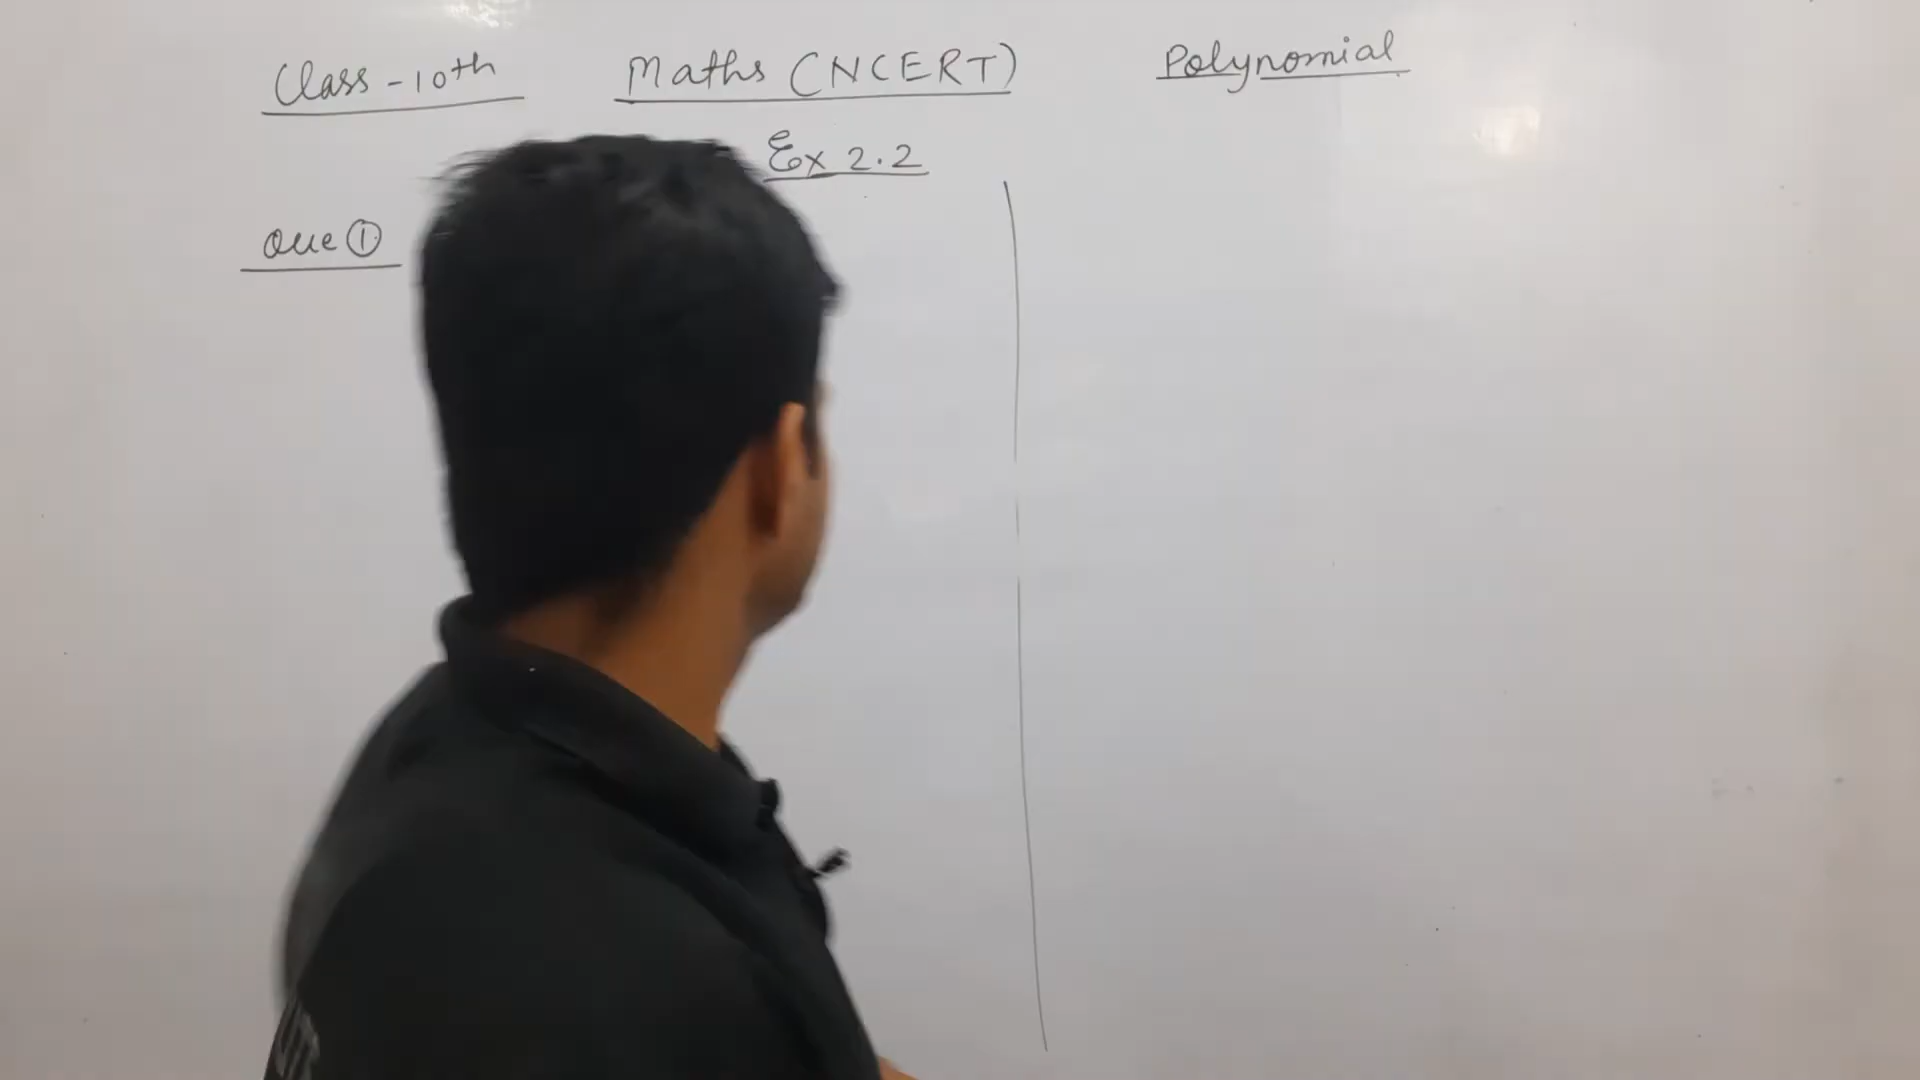 Class - 10th Maths (NCERT) Polynomial
Ex 2.2
Que ①